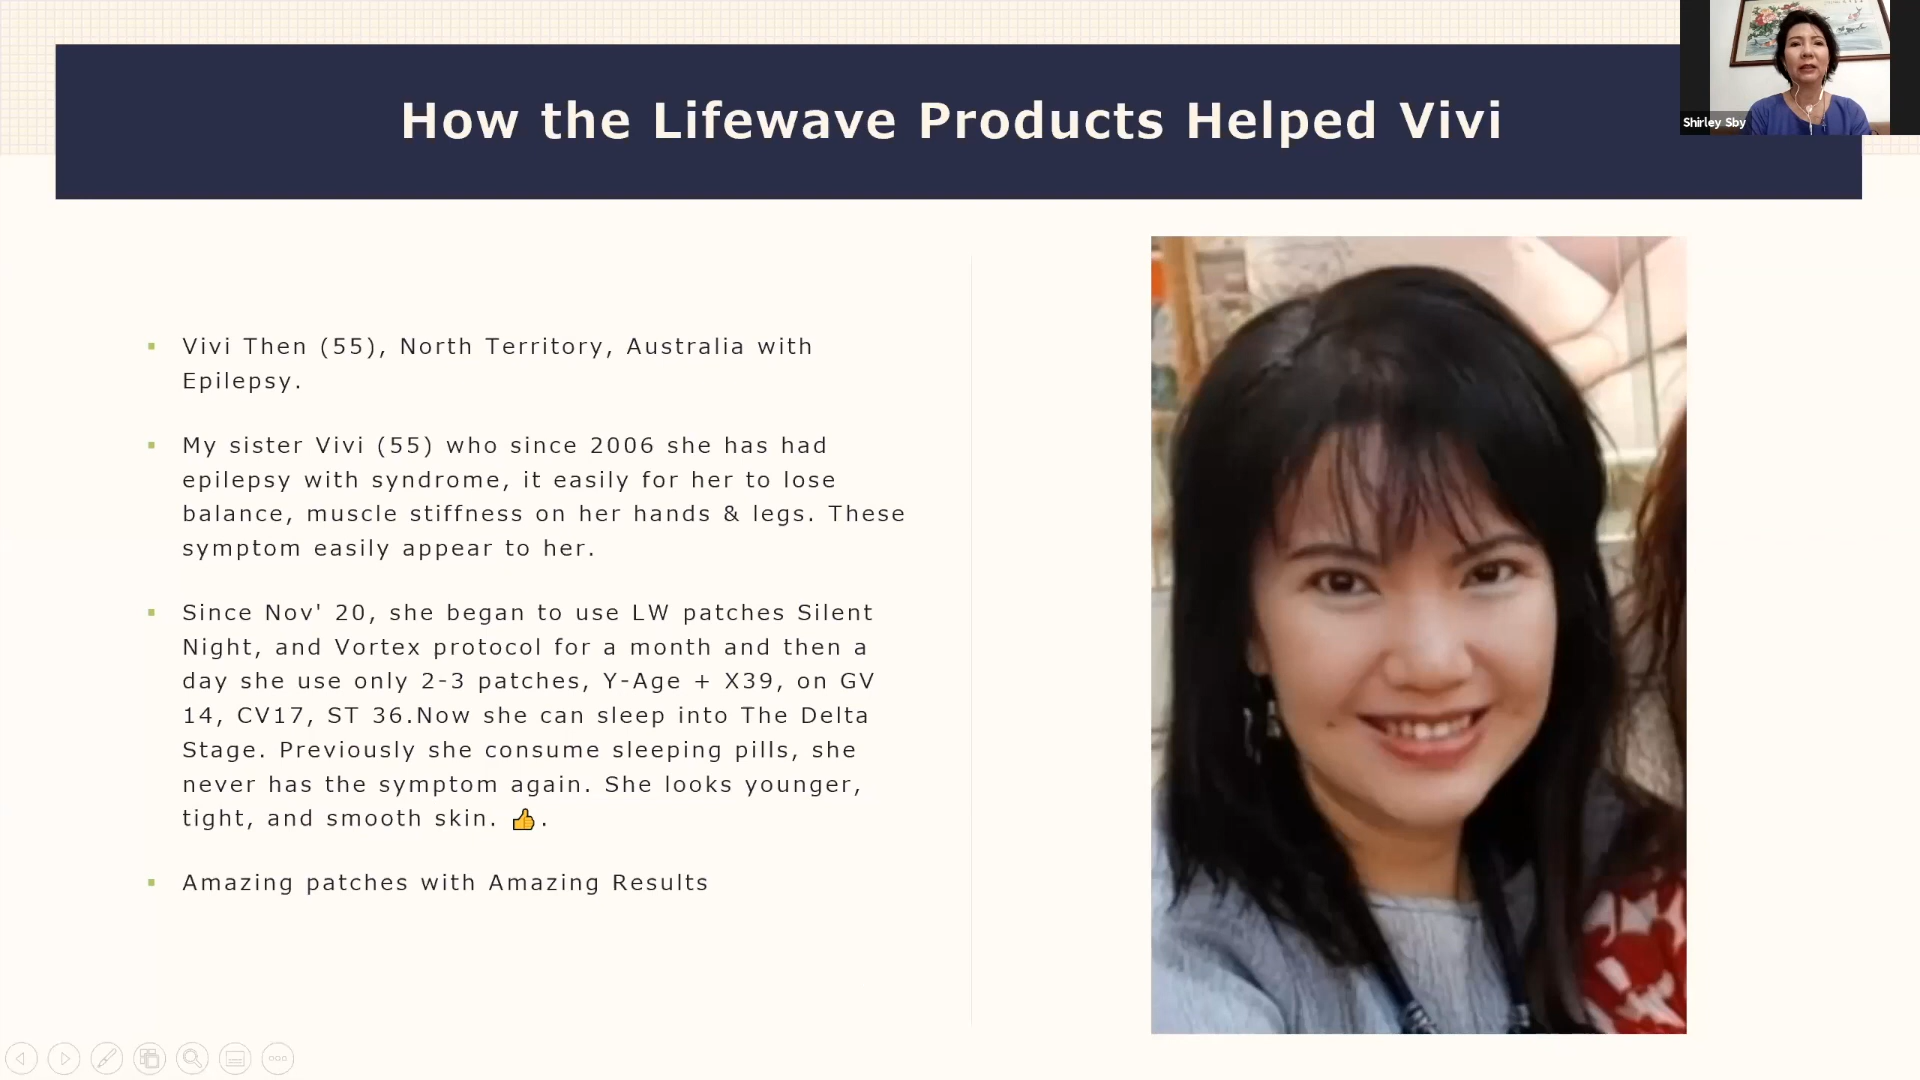 How the Lifewave Products Helped Vivi
Shirley Sby
Vivi Then (55), North Territory, Australia with
Epilepsy.
My sister Vivi (55) who since 2006 she has had
epilepsy with syndrome, it easily for her to lose
balance, muscle stiffness on her hands & legs. These
symptom easily appear to her.
Since Nov' 20, she began to use LW patches Silent
Night, and Vortex protocol for a month and then a
day she use only 2-3 patches, Y-Age + X39, on GV
14, CV17, ST 36.Now she can sleep into The Delta
Stage. Previously she consume sleeping pills, she
never has the symptom again. She looks younger,
tight, and smooth skin. 👍.
Amazing patches with Amazing Results